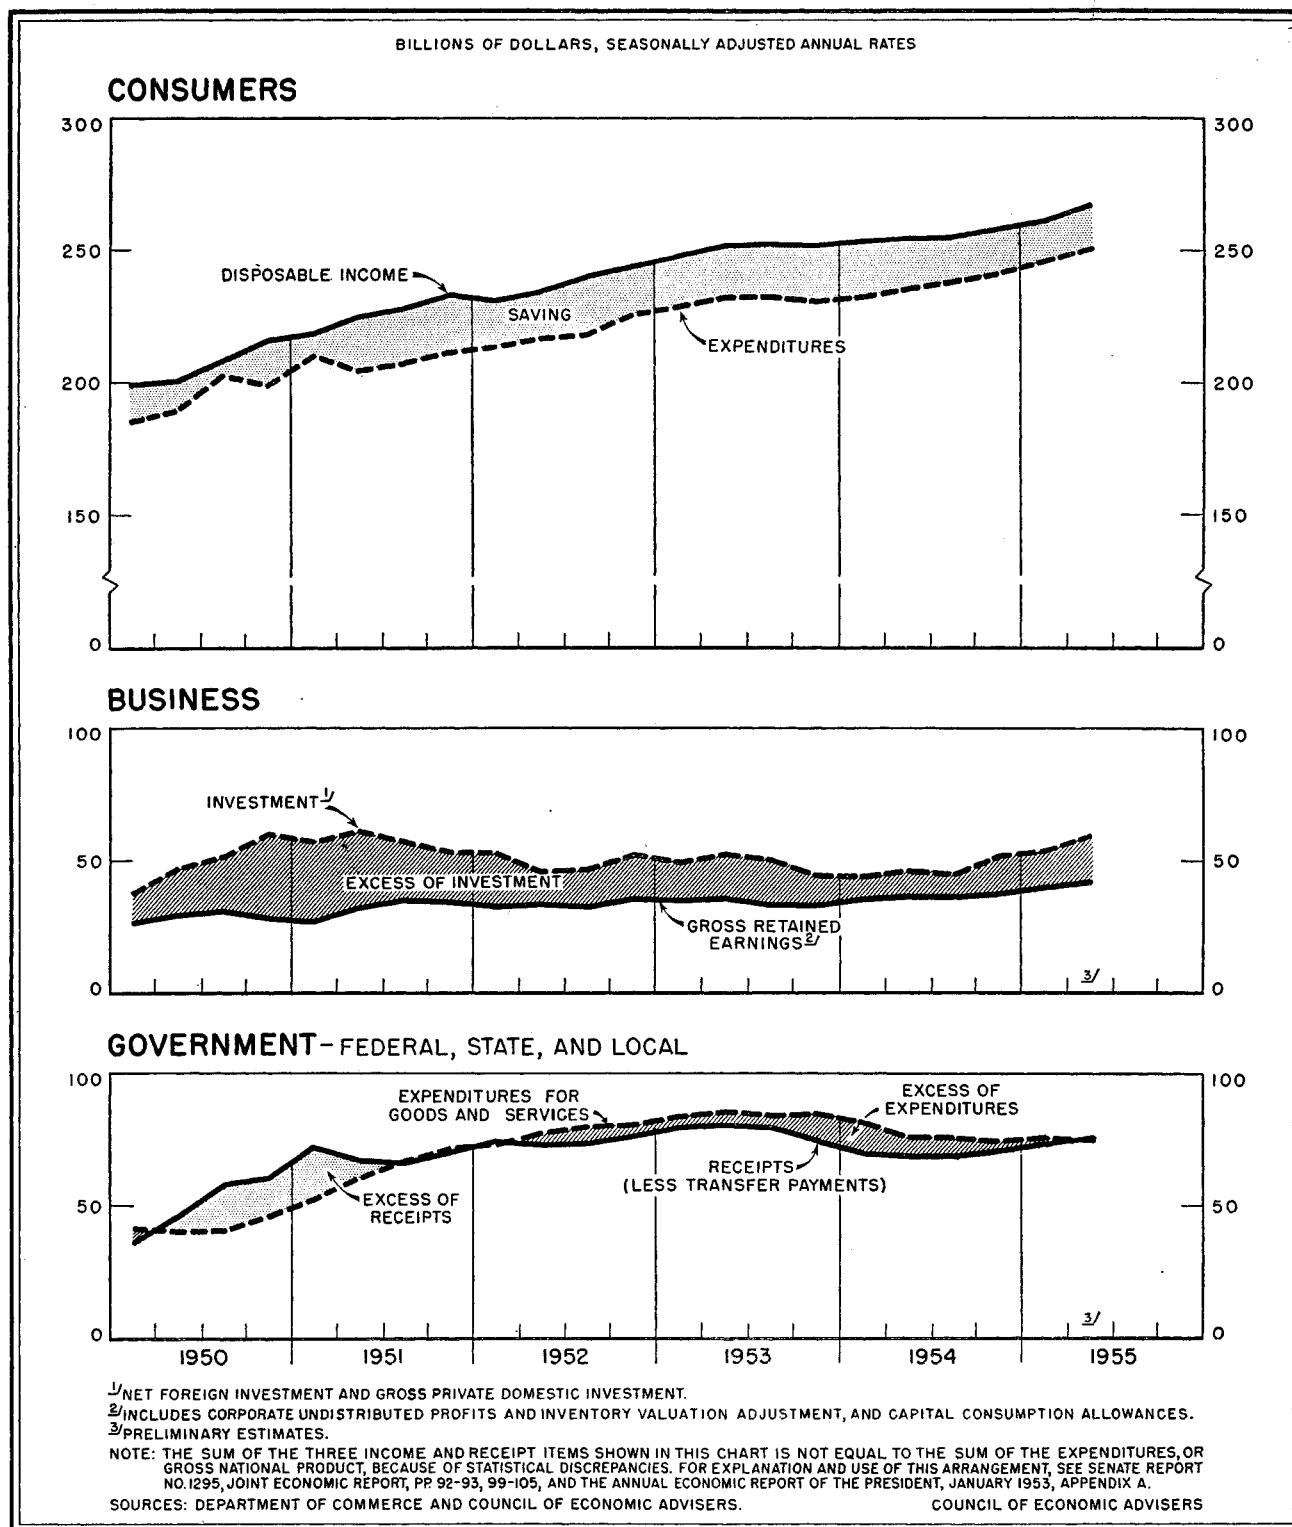 BILLIONS OF DOLLARS, SEASONALLY ADJUSTED ANNUAL RATES
CONSUMERS
300 300
250 250
DISPOSABLE INCOME
SAVING
EXPENDITURES
200 200
150 150
0 0
BUSINESS
100 100
INVESTMENT 1/
50 50
EXCESS OF INVESTMENT
GROSS RETAINED
EARNINGS 2/
3/
0 0
GOVERNMENT - FEDERAL, STATE, AND LOCAL
100 100
EXPENDITURES FOR
GOODS AND SERVICES
EXCESS OF
EXPENDITURES
RECEIPTS
(LESS TRANSFER PAYMENTS)
EXCESS OF
RECEIPTS
50 50
3/
0 0
1950 1951 1952 1953 1954 1955
1/ NET FOREIGN INVESTMENT AND GROSS PRIVATE DOMESTIC INVESTMENT.
2/ INCLUDES CORPORATE UNDISTRIBUTED PROFITS AND INVENTORY VALUATION ADJUSTMENT, AND CAPITAL CONSUMPTION ALLOWANCES.
3/ PRELIMINARY ESTIMATES.
NOTE: THE SUM OF THE THREE INCOME AND RECEIPT ITEMS SHOWN IN THIS CHART IS NOT EQUAL TO THE SUM OF THE EXPENDITURES, OR
GROSS NATIONAL PRODUCT, BECAUSE OF STATISTICAL DISCREPANCIES. FOR EXPLANATION AND USE OF THIS ARRANGEMENT, SEE SENATE REPORT
NO. 1295, JOINT ECONOMIC REPORT, PP. 92-93, 99-105, AND THE ANNUAL ECONOMIC REPORT OF THE PRESIDENT, JANUARY 1953, APPENDIX A.
SOURCES: DEPARTMENT OF COMMERCE AND COUNCIL OF ECONOMIC ADVISERS. COUNCIL OF ECONOMIC ADVISERS